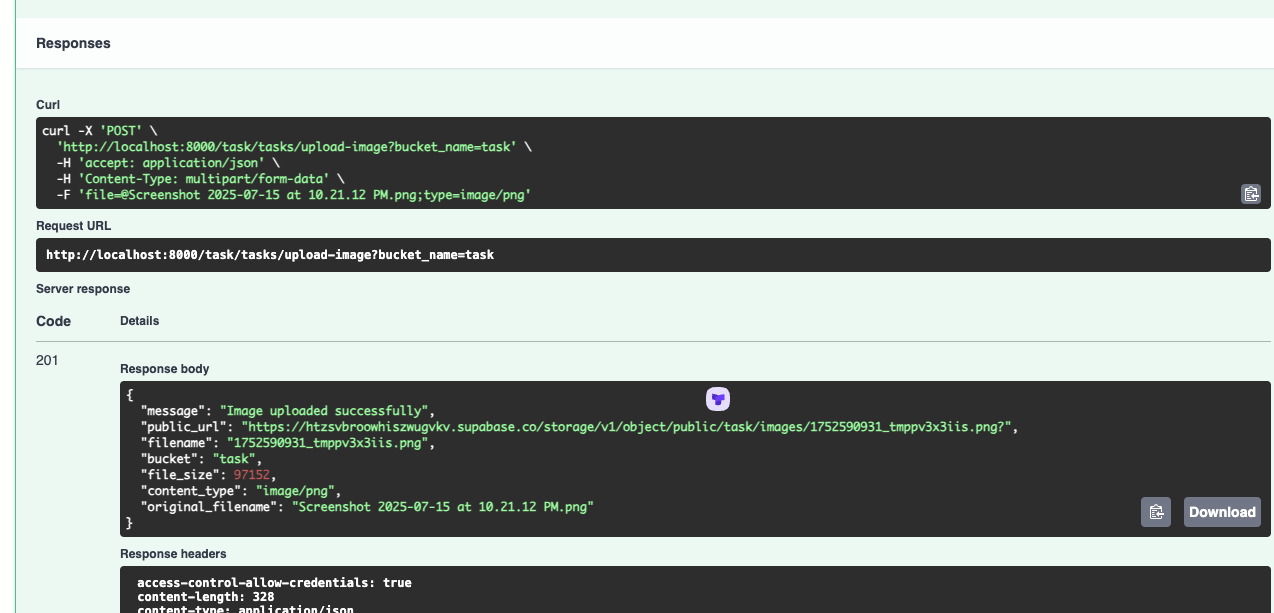 Responses
Curl
curl -X 'POST' \
  'http://localhost:8000/task/tasks/upload-image?bucket_name=task' \
  -H 'accept: application/json' \
  -H 'Content-Type: multipart/form-data' \
  -F 'file=@Screenshot 2025-07-15 at 10.21.12 PM.png;type=image/png'
Request URL
http://localhost:8000/task/tasks/upload-image?bucket_name=task
Server response
Code Details
201
Response body
{
  "message": "Image uploaded successfully",
  "public_url": "https://htzsvbroowhiszwugvkv.supabase.co/storage/v1/object/public/task/images/1752590931_tmppv3x3iis.png?",
  "filename": "1752590931_tmppv3x3iis.png",
  "bucket": "task",
  "file_size": 97152,
  "content_type": "image/png",
  "original_filename": "Screenshot 2025-07-15 at 10.21.12 PM.png"
}
Download
Response headers
access-control-allow-credentials: true
content-length: 328
content-type: application/json